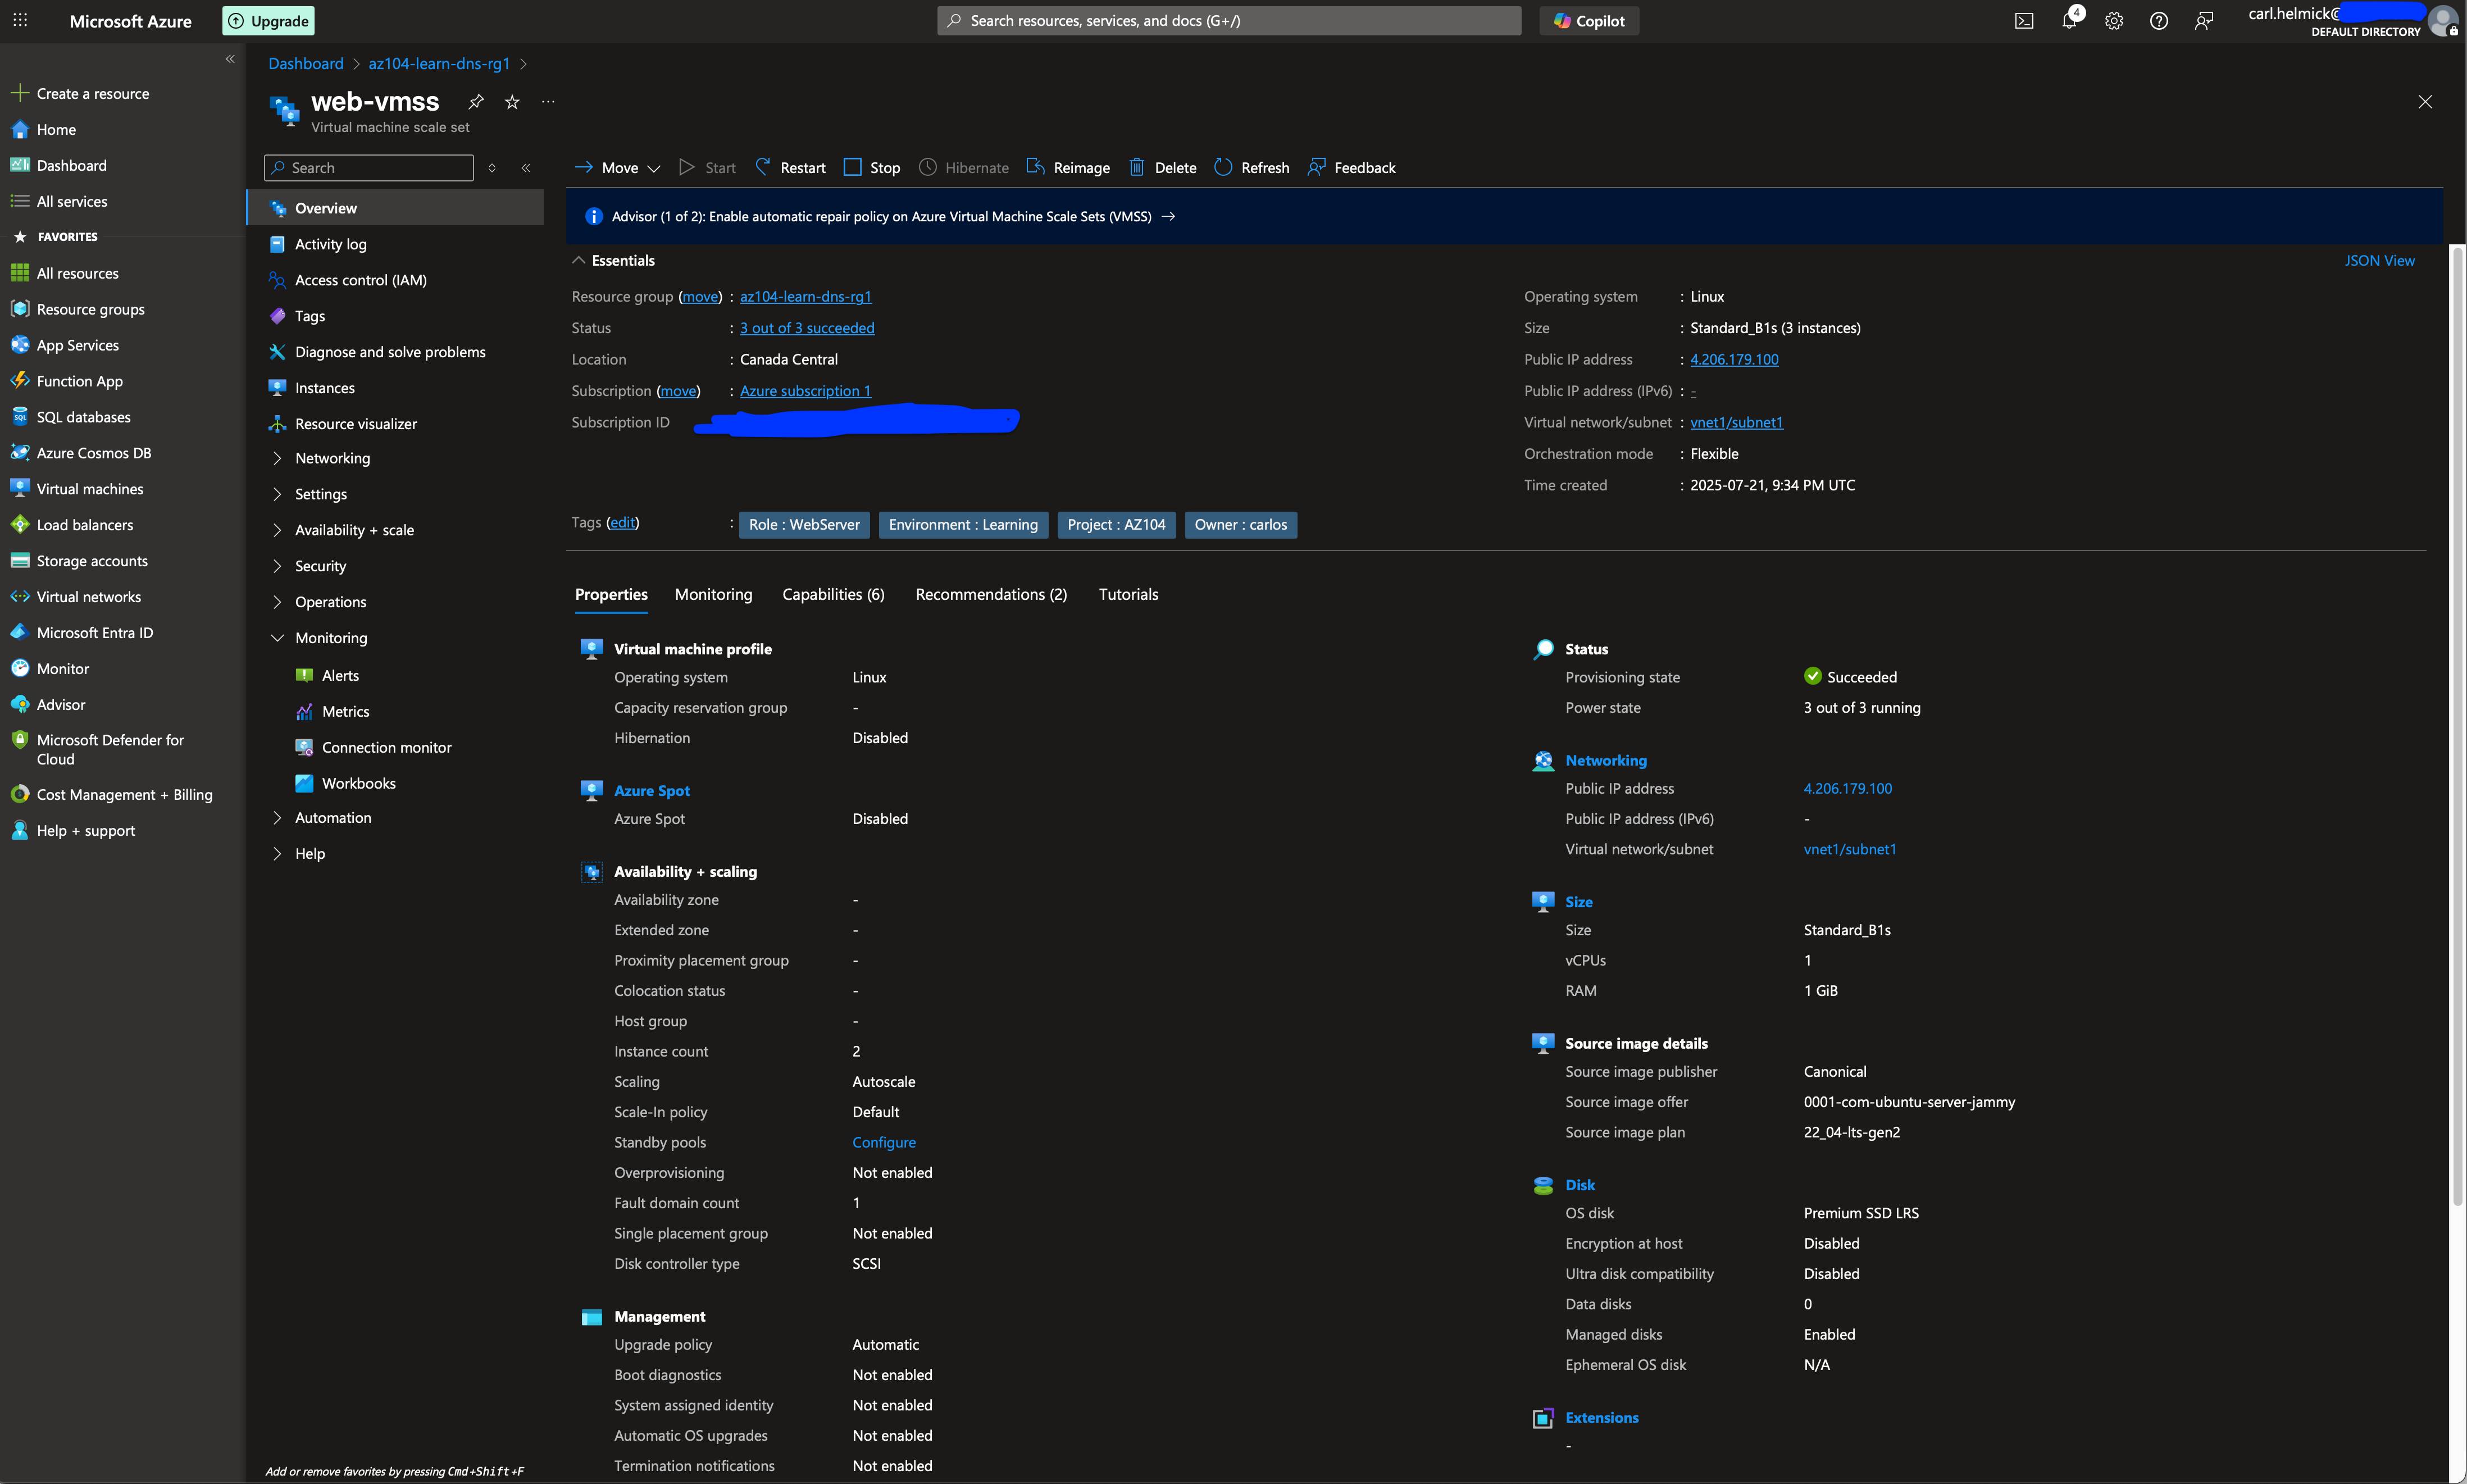 Microsoft Azure
Upgrade
Search resources, services, and docs (G+/)
Copilot
4
carl.helmick@
DEFAULT DIRECTORY
Create a resource
Home
Dashboard
All services
FAVORITES
All resources
Resource groups
App Services
Function App
SQL databases
Azure Cosmos DB
Virtual machines
Load balancers
Storage accounts
Virtual networks
Microsoft Entra ID
Monitor
Advisor
Microsoft Defender for
Cloud
Cost Management + Billing
Help + support
Dashboard > az104-learn-dns-rg1 >
web-vmss
Virtual machine scale set
Search
Overview
Activity log
Access control (IAM)
Tags
Diagnose and solve problems
Instances
Resource visualizer
Networking
Settings
Availability + scale
Security
Operations
Monitoring
Alerts
Metrics
Connection monitor
Workbooks
Automation
Help
Add or remove favorites by pressing Cmd+Shift+F
Move Start Restart Stop Hibernate Reimage Delete Refresh Feedback
Advisor (1 of 2): Enable automatic repair policy on Azure Virtual Machine Scale Sets (VMSS) →
Essentials
JSON View
Resource group (move) : az104-learn-dns-rg1
Status : 3 out of 3 succeeded
Location : Canada Central
Subscription (move) : Azure subscription 1
Subscription ID
Operating system : Linux
Size : Standard_B1s (3 instances)
Public IP address : 4.206.179.100
Public IP address (IPv6) : -
Virtual network/subnet : vnet1/subnet1
Orchestration mode : Flexible
Time created : 2025-07-21, 9:34 PM UTC
Tags (edit) : Role : WebServer Environment : Learning Project : AZ104 Owner : carlos
Properties Monitoring Capabilities (6) Recommendations (2) Tutorials
Virtual machine profile
Operating system Linux
Capacity reservation group -
Hibernation Disabled
Azure Spot
Azure Spot Disabled
Availability + scaling
Availability zone -
Extended zone -
Proximity placement group -
Colocation status -
Host group -
Instance count 2
Scaling Autoscale
Scale-In policy Default
Standby pools Configure
Overprovisioning Not enabled
Fault domain count 1
Single placement group Not enabled
Disk controller type SCSI
Management
Upgrade policy Automatic
Boot diagnostics Not enabled
System assigned identity Not enabled
Automatic OS upgrades Not enabled
Termination notifications Not enabled
Status
Provisioning state Succeeded
Power state 3 out of 3 running
Networking
Public IP address 4.206.179.100
Public IP address (IPv6) -
Virtual network/subnet vnet1/subnet1
Size
Size Standard_B1s
vCPUs 1
RAM 1 GiB
Source image details
Source image publisher Canonical
Source image offer 0001-com-ubuntu-server-jammy
Source image plan 22_04-lts-gen2
Disk
OS disk Premium SSD LRS
Encryption at host Disabled
Ultra disk compatibility Disabled
Data disks 0
Managed disks Enabled
Ephemeral OS disk N/A
Extensions
-